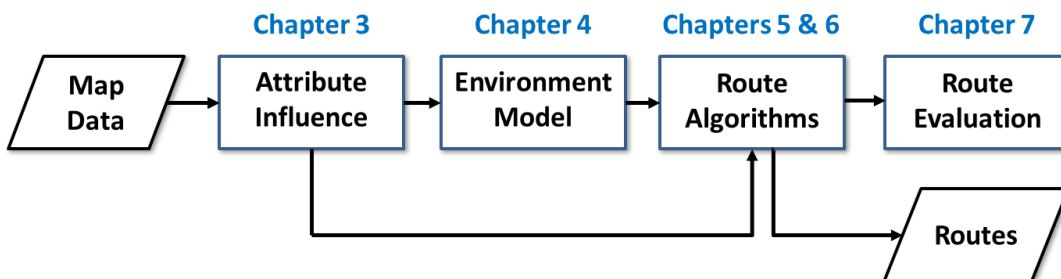 Chapter 3
Chapter 4
Chapters 5 & 6
Chapter 7
Map
Data
Attribute
Influence
Environment
Model
Route
Algorithms
Route
Evaluation
Routes